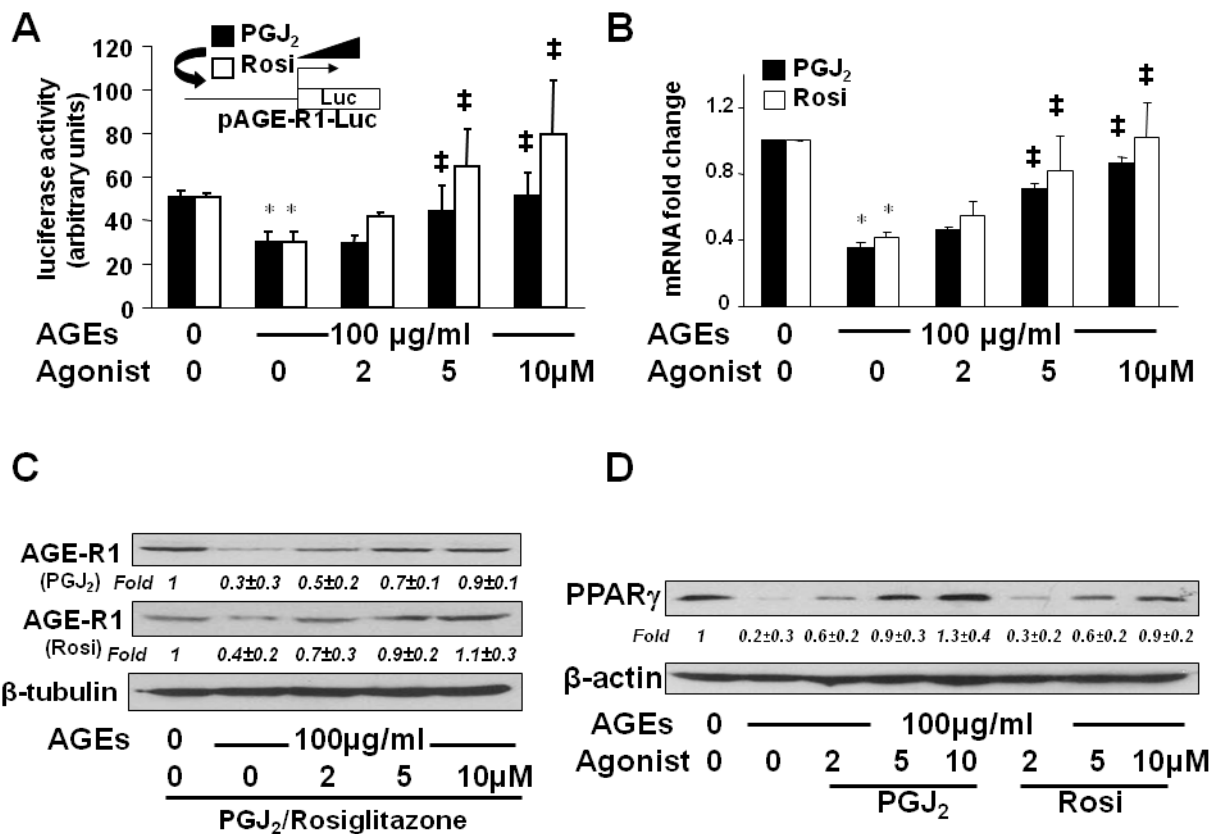 A
PGJ2
Rosi
Luc
pAGE-R1-Luc
luciferase activity
(arbitrary units)
120
100
80
60
40
20
0
* *
‡ ‡
‡ ‡
AGEs 0 100 µg/ml
Agonist 0 0 2 5 10µM
B
PGJ2
Rosi
mRNA fold change
1.2
0.8
0.4
0
* *
‡ ‡
‡ ‡
AGEs 0 100 µg/ml
Agonist 0 0 2 5 10µM
C
AGE-R1
(PGJ2) Fold 1 0.3±0.3 0.5±0.2 0.7±0.1 0.9±0.1
AGE-R1
(Rosi) Fold 1 0.4±0.2 0.7±0.3 0.9±0.2 1.1±0.3
β-tubulin
AGEs 0 100µg/ml
0 0 2 5 10µM
PGJ2/Rosiglitazone
D
PPARγ
Fold 1 0.2±0.3 0.6±0.2 0.9±0.3 1.3±0.4 0.3±0.2 0.6±0.2 0.9±0.2
β-actin
AGEs 0 100µg/ml
Agonist 0 0 2 5 10 2 5 10µM
PGJ2 Rosi